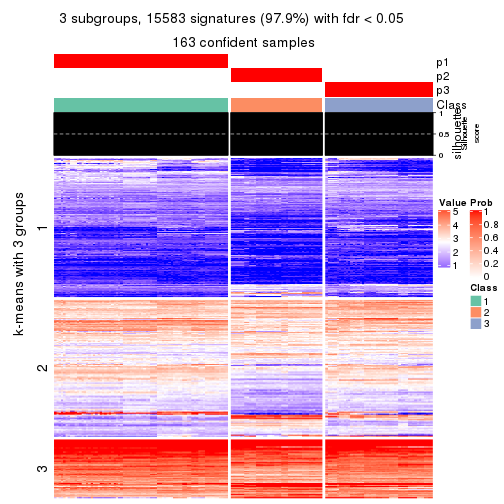 3 subgroups, 15583 signatures (97.9%) with fdr < 0.05
163 confident samples
p1
p2
p3
Class
silhouette
Silhouette
score
1
0.5
0
k-means with 3 groups
1
2
3
Value
5
4
3
2
1
Prob
1
0.8
0.6
0.4
0.2
0
Class
1
2
3